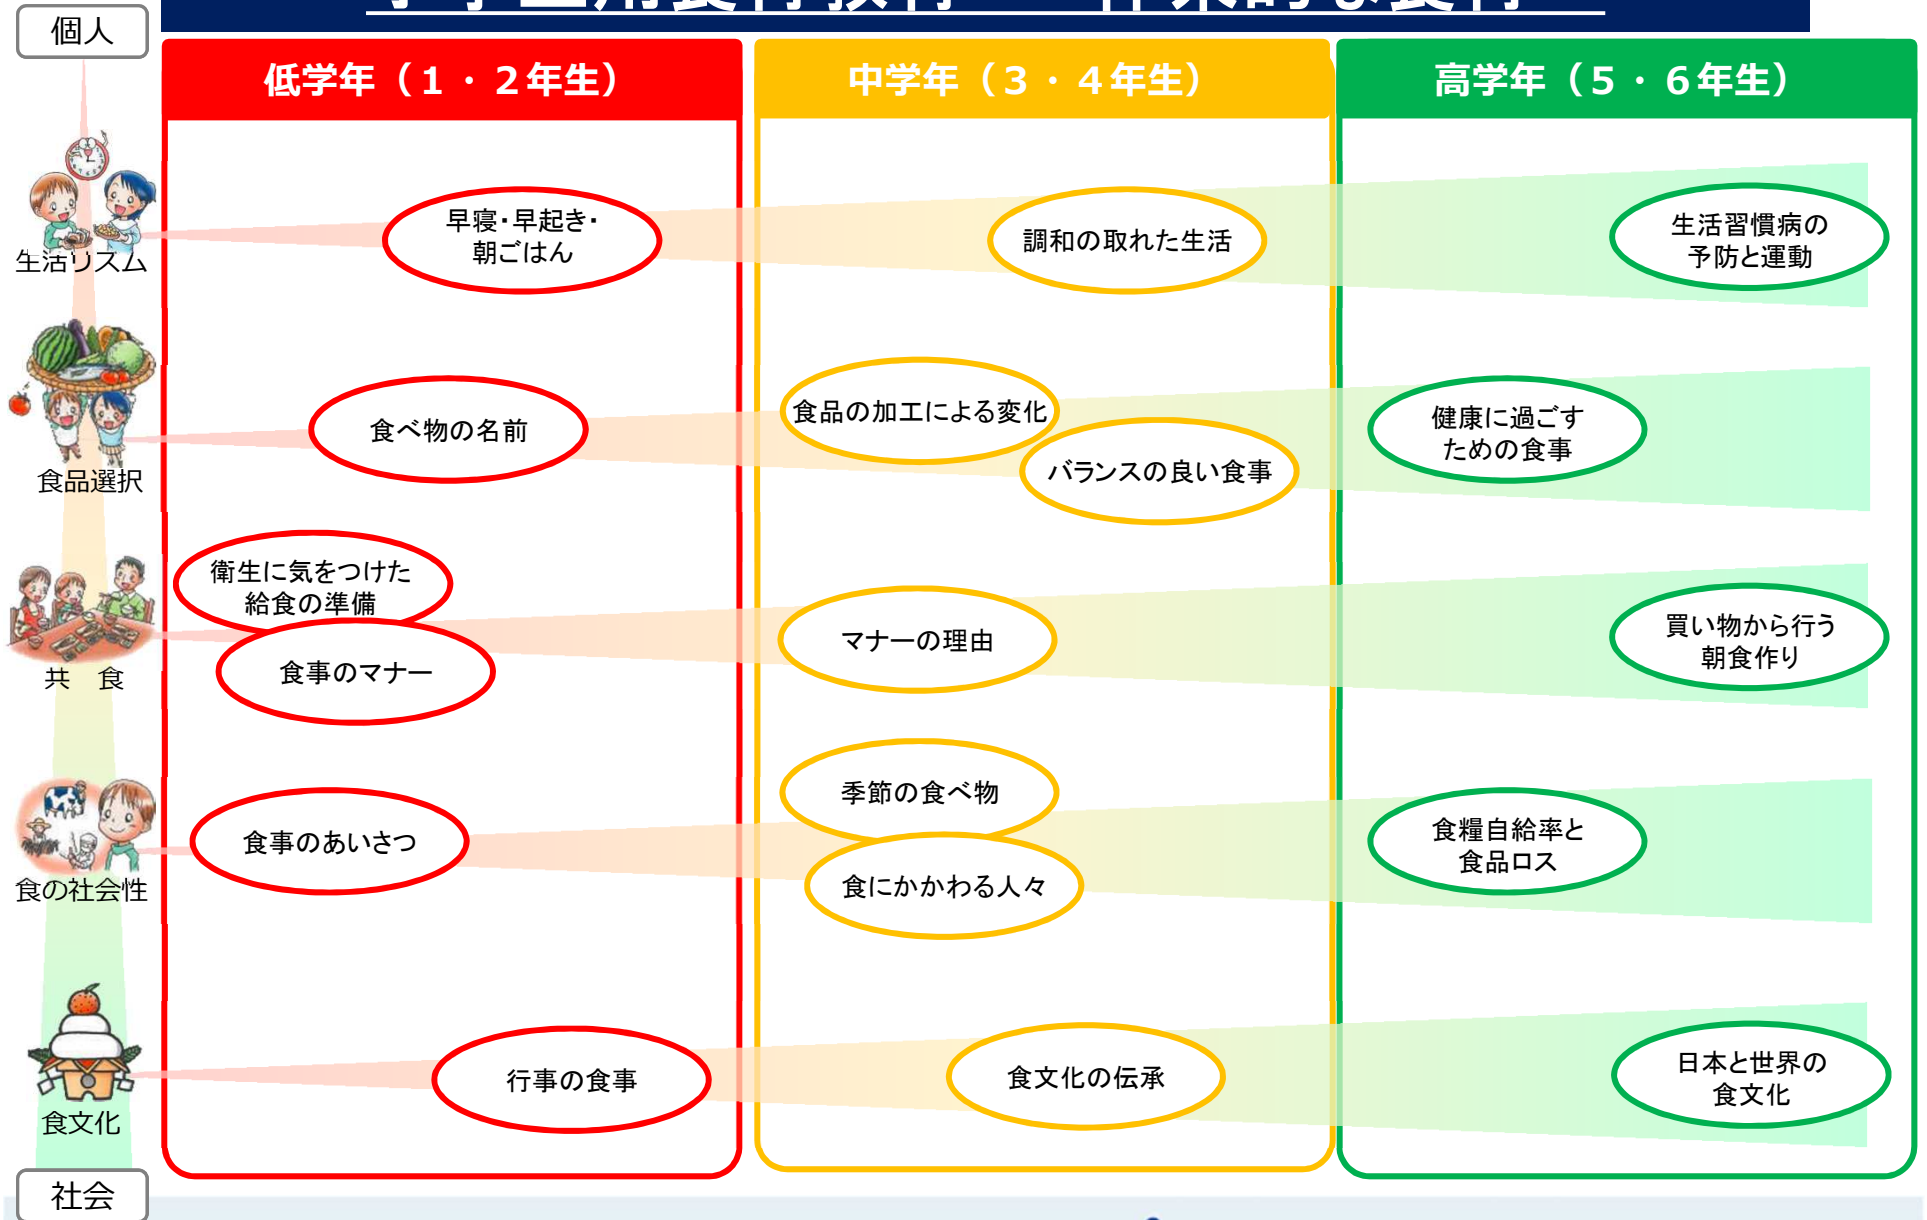 個人
低学年（１・２年生）
中学年（３・４年生）
高学年（５・６年生）
生活リズム
早寝・早起き・
朝ごはん
調和の取れた生活
生活習慣病の
予防と運動
食品選択
食べ物の名前
食品の加工による変化
バランスの良い食事
健康に過ごす
ための食事
共　食
衛生に気をつけた
給食の準備
食事のマナー
マナーの理由
買い物から行う
朝食作り
食の社会性
食事のあいさつ
季節の食べ物
食にかかわる人々
食糧自給率と
食品ロス
食文化
行事の食事
食文化の伝承
日本と世界の
食文化
社会